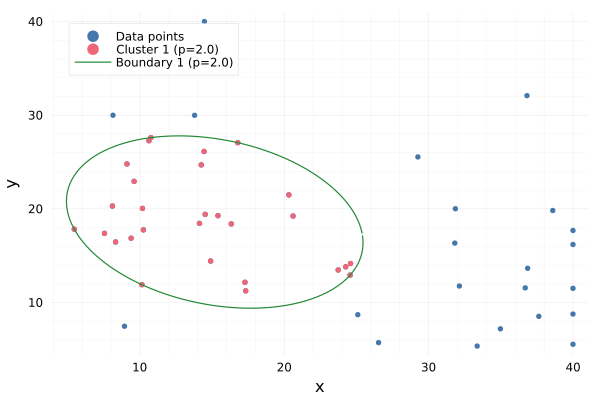 40
30
20
10
y
Data points
Cluster 1 (p=2.0)
Boundary 1 (p=2.0)
10 20 30 40
x